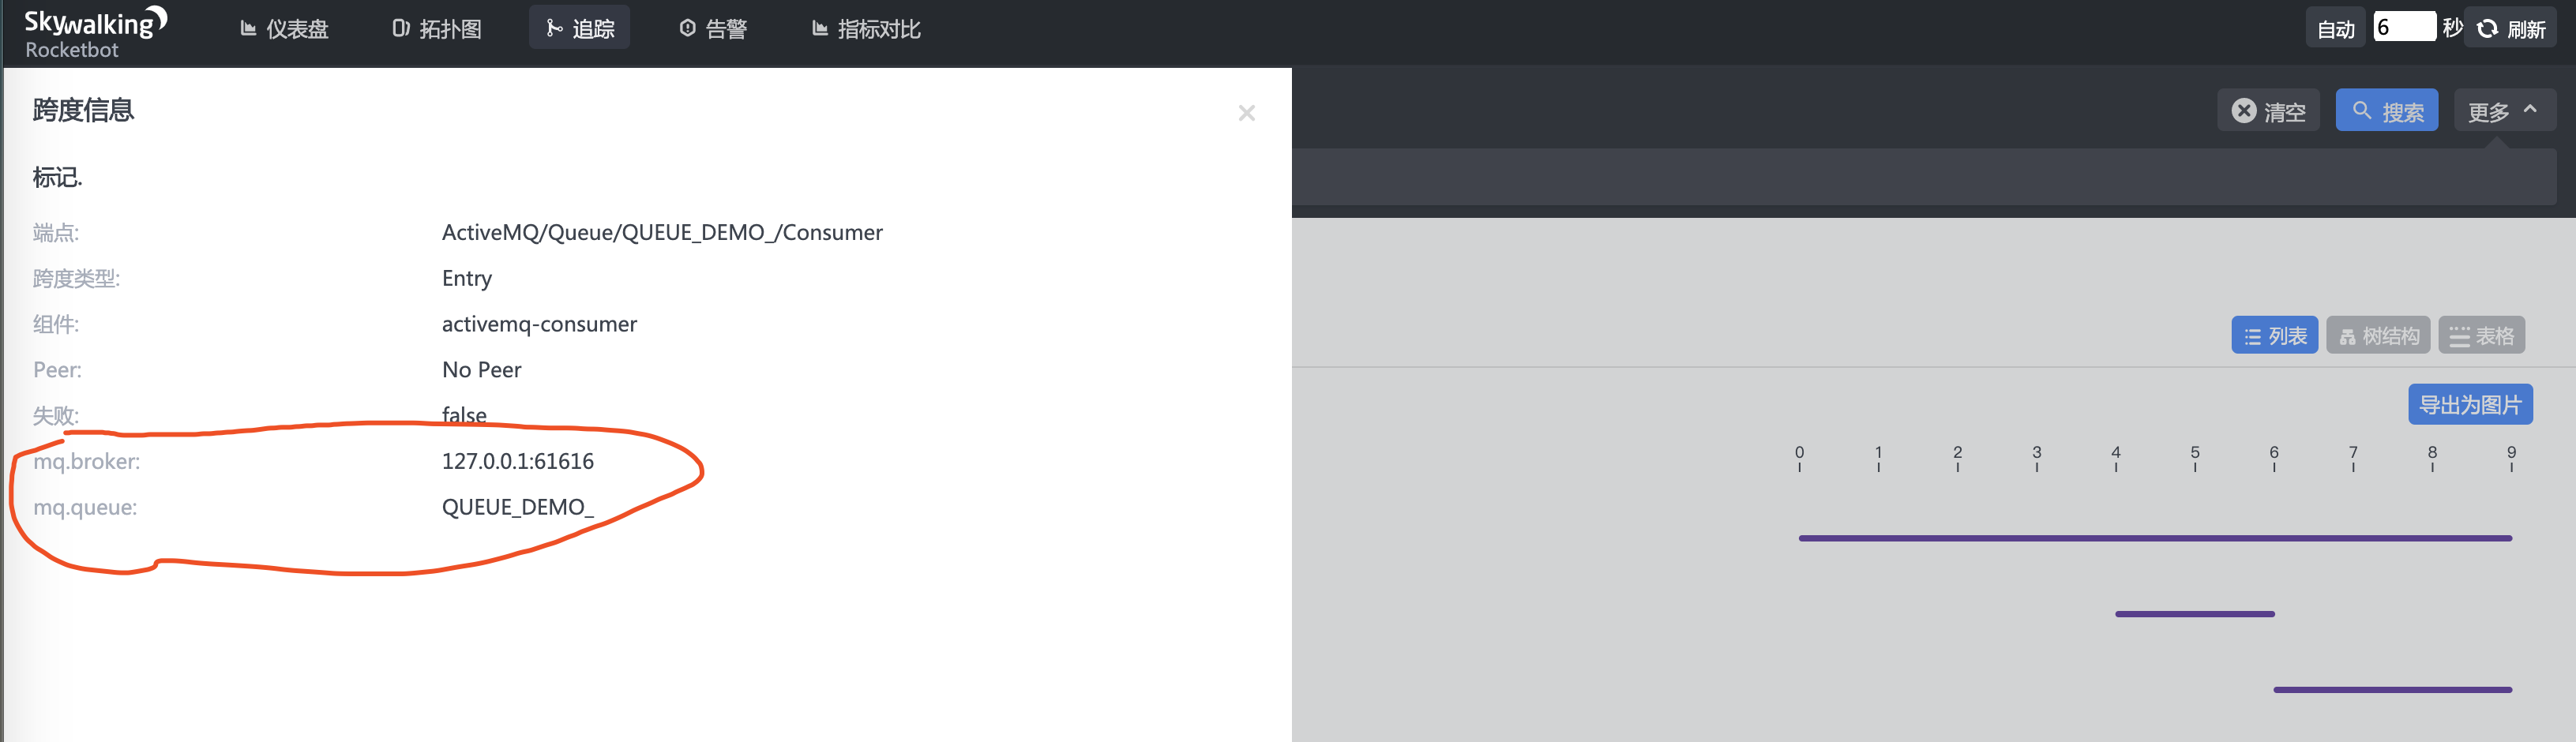 Skywalking
Rocketbot
仪表盘 拓扑图 追踪 告警 指标对比 自动 6 秒 刷新
跨度信息
清空 搜索 更多
标记.
端点: ActiveMQ/Queue/QUEUE_DEMO_/Consumer
跨度类型: Entry
组件: activemq-consumer
列表 树结构 表格
Peer: No Peer
失败: false
导出为图片
mq.broker: 127.0.0.1:61616
0 1 2 3 4 5 6 7 8 9
mq.queue: QUEUE_DEMO_